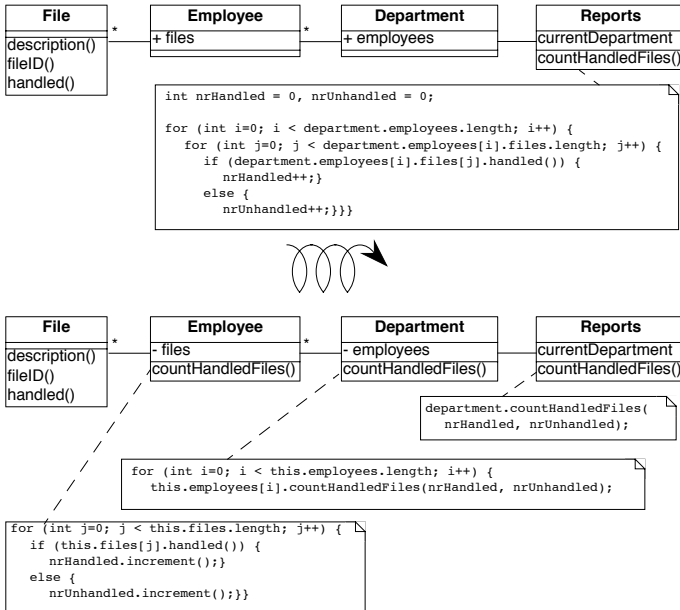 File Employee Department Reports
* *
+ files + employees currentDepartment
description() countHandledFiles()
fileID()
handled()
int nrHandled = 0, nrUnhandled = 0;
for (int i=0; i < department.employees.length; i++) {
for (int j=0; j < department.employees[i].files.length; j++) {
if (department.employees[i].files[j].handled()) {
nrHandled++;}
else {
nrUnhandled++;}}}
File Employee Department Reports
* *
- files - employees currentDepartment
description() countHandledFiles() countHandledFiles() countHandledFiles()
fileID()
handled()
department.countHandledFiles(
nrHandled, nrUnhandled);
for (int i=0; i < this.employees.length; i++) {
this.employees[i].countHandledFiles(nrHandled, nrUnhandled);
for (int j=0; j < this.files.length; j++) {
if (this.files[j].handled()) {
nrHandled.increment();}
else {
nrUnhandled.increment();}}